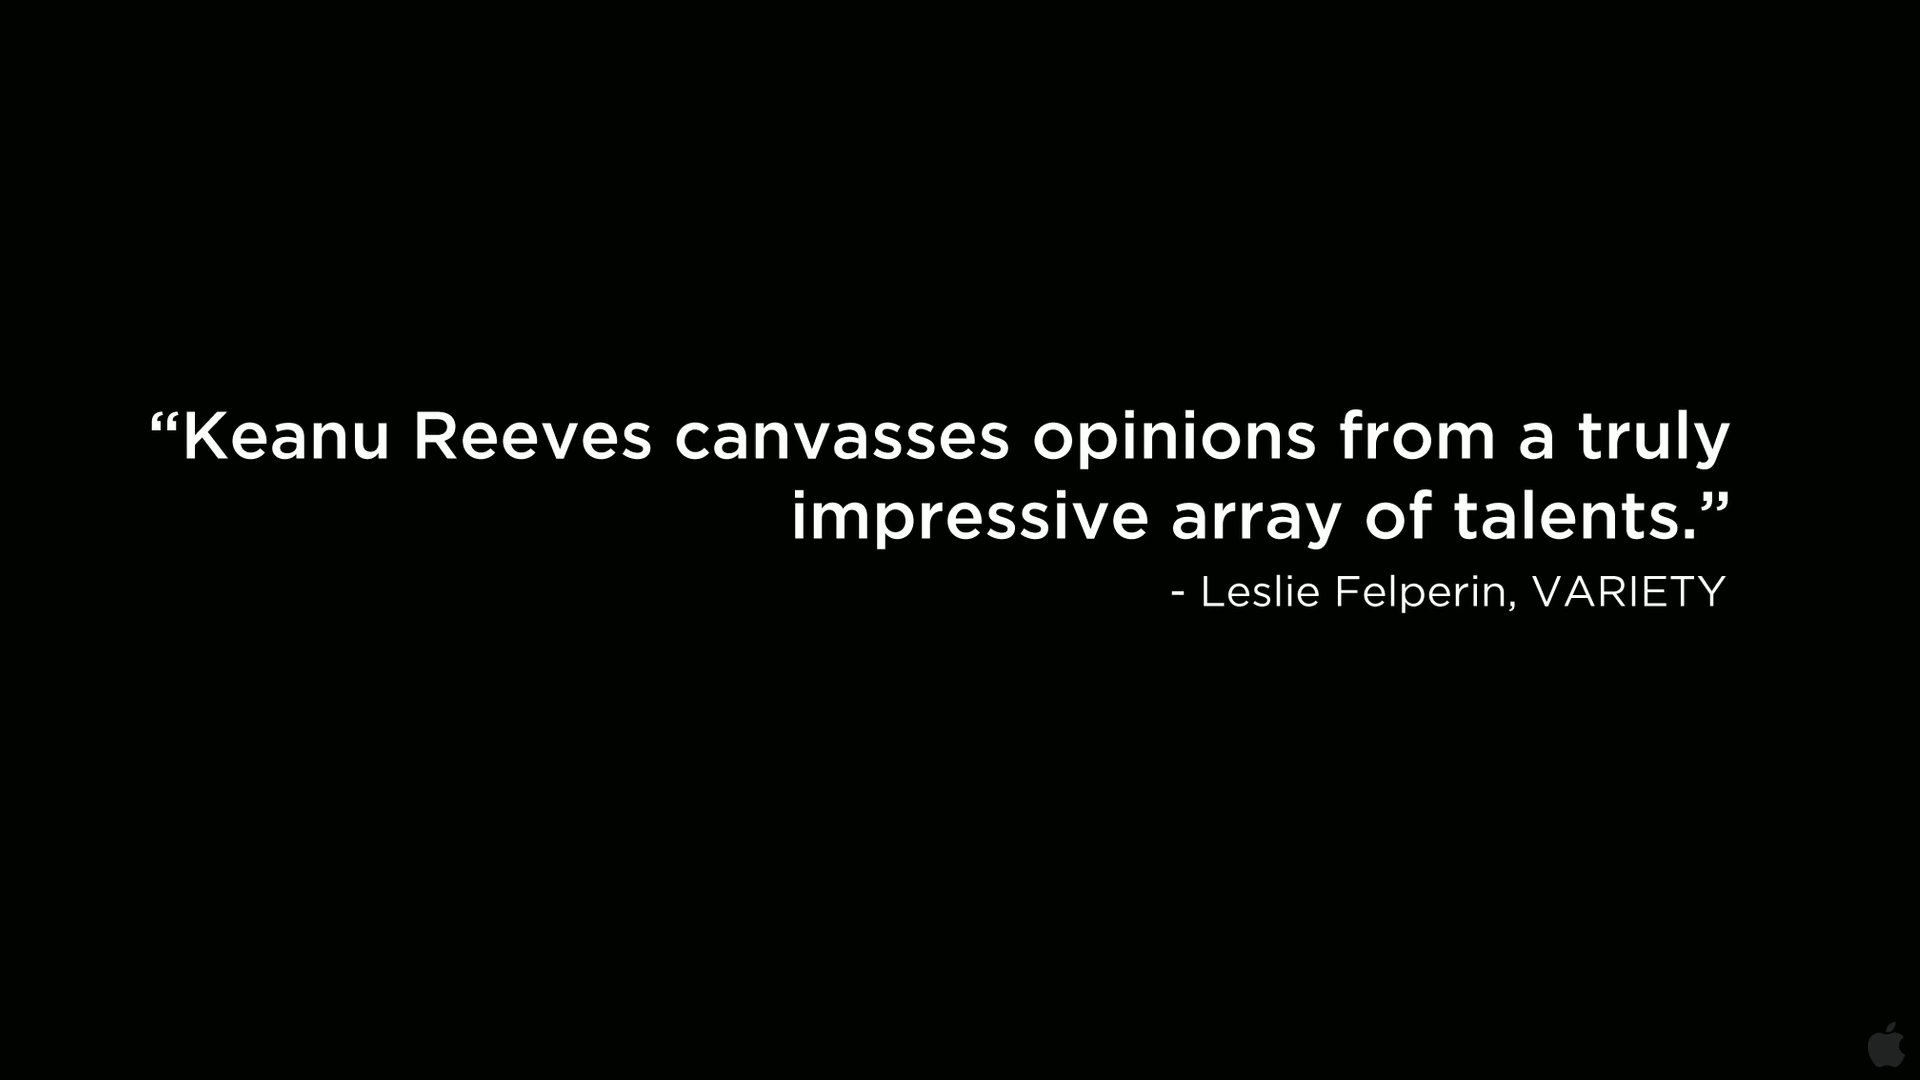 “Keanu Reeves canvasses opinions from a truly
impressive array of talents.”
- Leslie Felperin, VARIETY